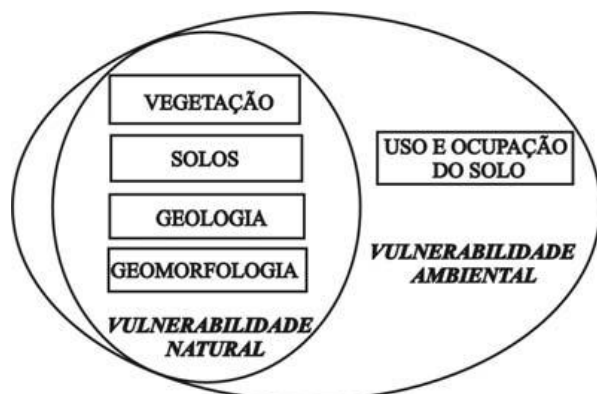 VEGETAÇÃO
SOLOS
GEOLOGIA
GEOMORFOLOGIA
VULNERABILIDADE
NATURAL
USO E OCUPAÇÃO
DO SOLO
VULNERABILIDADE
AMBIENTAL